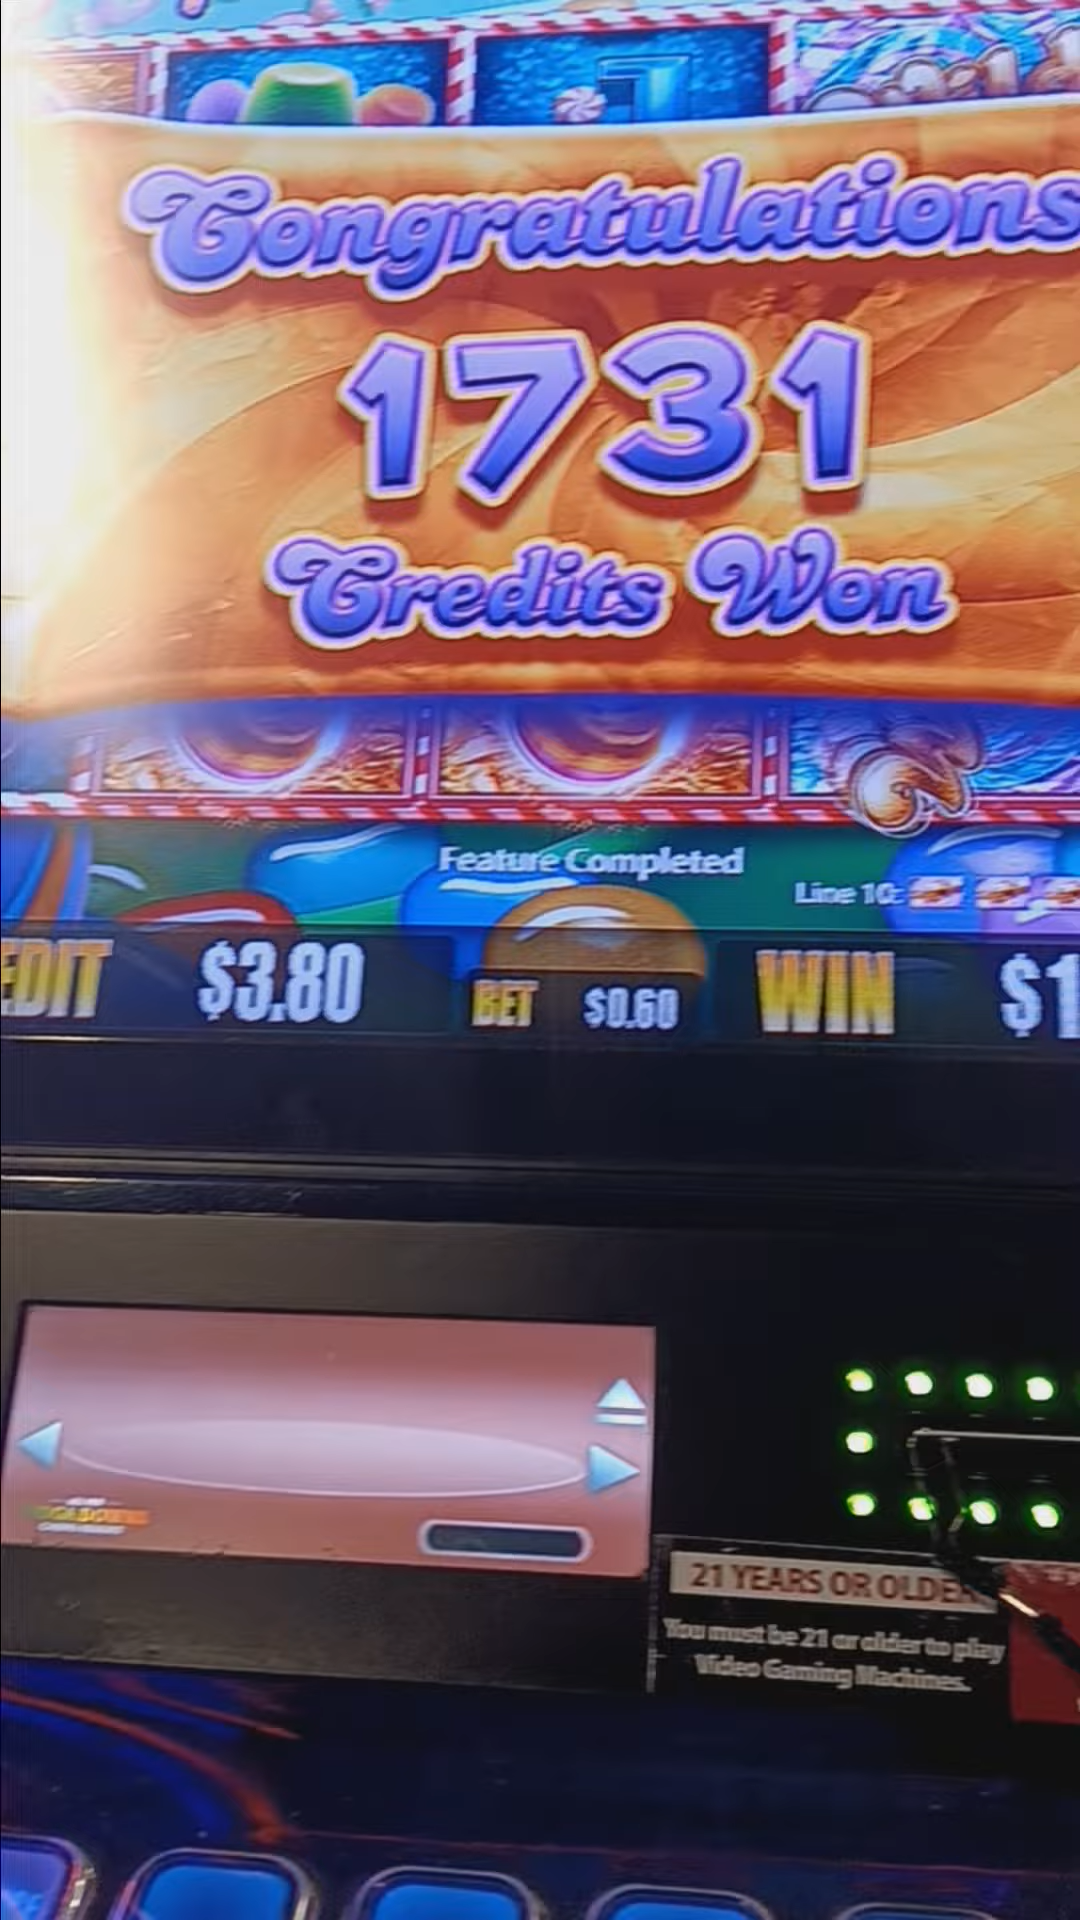 Congratulations
1731
Credits Won
Feature Completed
Line 10:
EDIT $3.80 BET $0.60 WIN $1
21 YEARS OR OLDER
You must be 21 or older to play
Video Gaming Machines.